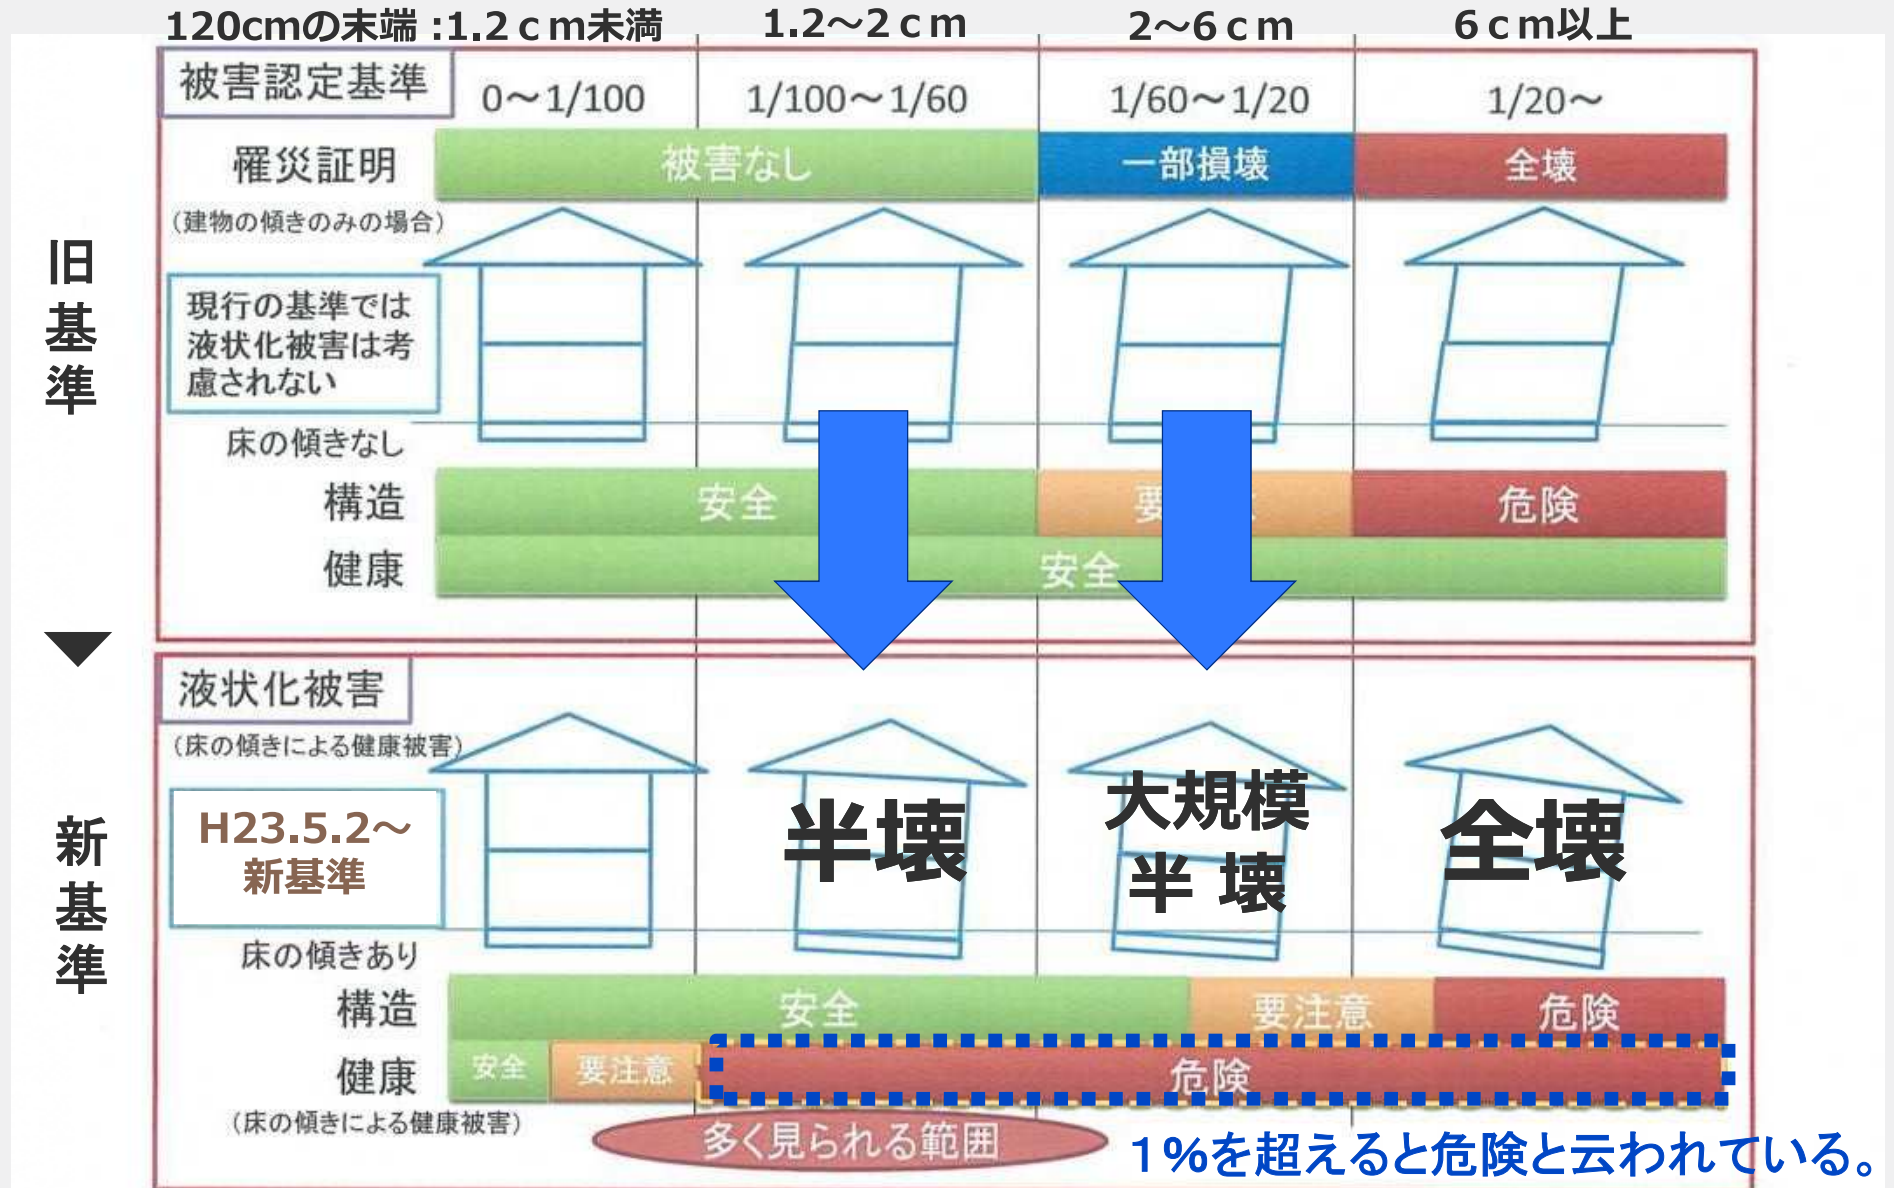 120cmの末端 :1.2ｃｍ未満 1.2～2ｃｍ 2～6ｃｍ 6ｃｍ以上
被害認定基準 0～1/100 1/100～1/60 1/60～1/20 1/20～
罹災証明 被害なし 一部損壊 全壊
（建物の傾きのみの場合）
旧基準
現行の基準では
液状化被害は考
慮されない
床の傾きなし
構造 安全 要 危険
健康 安全
液状化被害
（床の傾きによる健康被害）
新基準
H23.5.2～
新基準
半壊
大規模
半 壊
全壊
床の傾きあり
構造 安全 要注意 危険
健康 安全 要注意 危険
（床の傾きによる健康被害）
多く見られる範囲
1%を超えると危険と云われている。